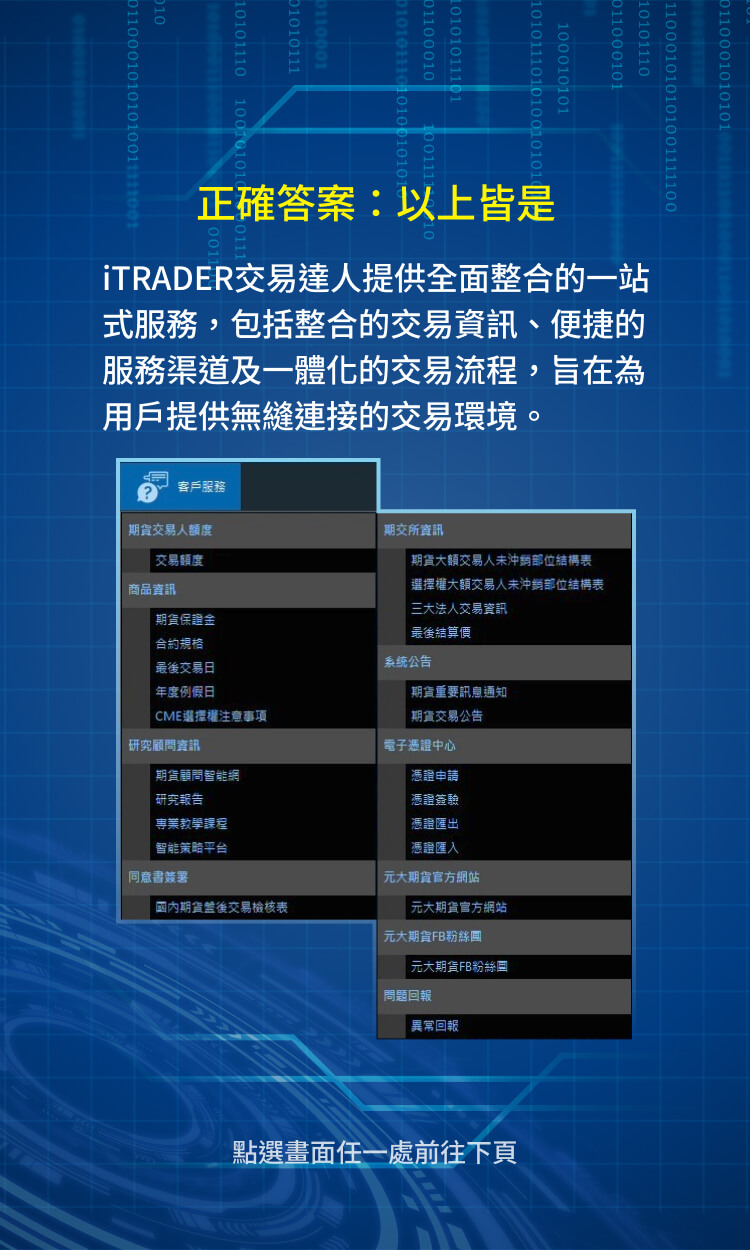 正確答案：以上皆是
iTRADER交易達人提供全面整合的一站
式服務，包括整合的交易資訊、便捷的
服務渠道及一體化的交易流程，旨在為
用戶提供無縫連接的交易環境。
客戶服務
期貨交易人額度
交易額度
商品資訊
期貨保證金
合約規格
最後交易日
年度例假日
CME選擇權注意事項
研究顧問資訊
期貨顧問智能網
研究報告
專業教學課程
智能策略平台
同意書簽署
國內期貨盤後交易檢核表
期交所資訊
期貨大額交易人未沖銷部位結構表
選擇權大額交易人未沖銷部位結構表
三大法人交易資訊
最後結算價
系統公告
期貨重要訊息通知
期貨交易公告
電子憑證中心
憑證申請
憑證簽驗
憑證匯出
憑證匯入
元大期貨官方網站
元大期貨官方網站
元大期貨FB粉絲團
元大期貨FB粉絲團
問題回報
異常回報
點選畫面任一處前往下頁